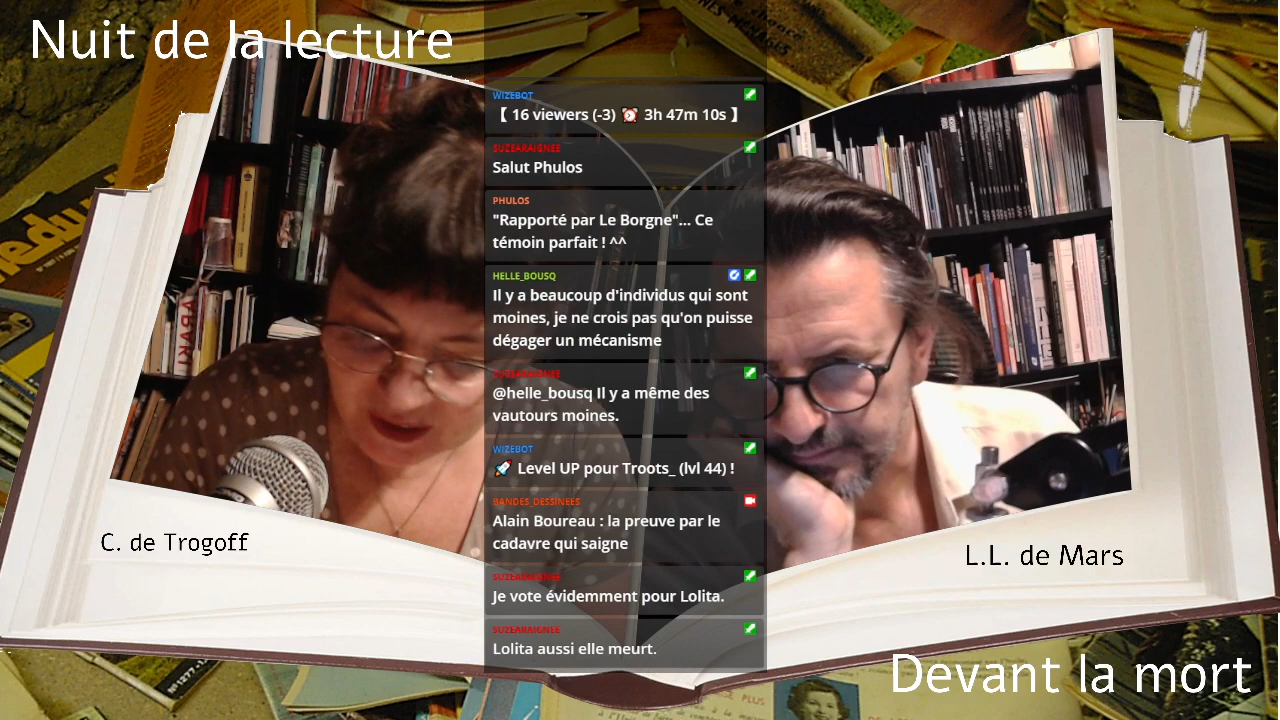 Nuit de la lecture
WIZEBOT
【 16 viewers (-3) ⏰ 3h 47m 10s 】
SUZEARAIGNEE
Salut Phulos
PHULOS
"Rapporté par Le Borgne"... Ce
témoin parfait ! ^^
HELLE_BOUSQ
Il y a beaucoup d'individus qui sont
moines, je ne crois pas qu'on puisse
dégager un mécanisme
SUZEARAIGNEE
@helle_bousq Il y a même des
vautours moines.
WIZEBOT
🚀 Level UP pour Troots_ (lvl 44) !
BANDES_DESSINEES
Alain Boureau : la preuve par le
cadavre qui saigne
SUZEARAIGNEE
Je vote évidemment pour Lolita.
SUZEARAIGNEE
Lolita aussi elle meurt.
ARAKI
C. de Trogoff
L.L. de Mars
Devant la mort